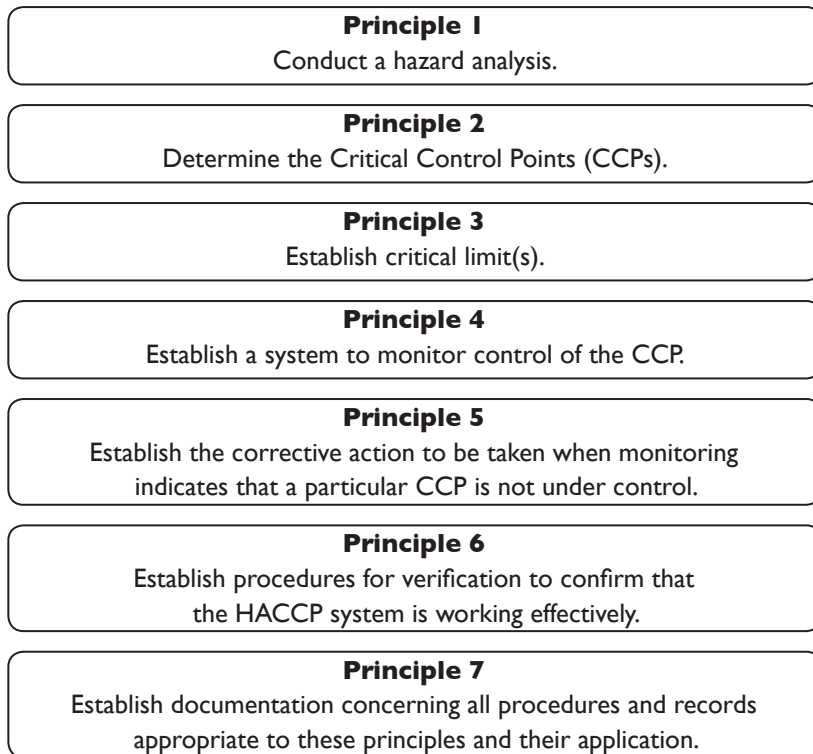 Principle 1
Conduct a hazard analysis.
Principle 2
Determine the Critical Control Points (CCPs).
Principle 3
Establish critical limit(s).
Principle 4
Establish a system to monitor control of the CCP.
Principle 5
Establish the corrective action to be taken when monitoring
indicates that a particular CCP is not under control.
Principle 6
Establish procedures for verification to confirm that
the HACCP system is working effectively.
Principle 7
Establish documentation concerning all procedures and records
appropriate to these principles and their application.